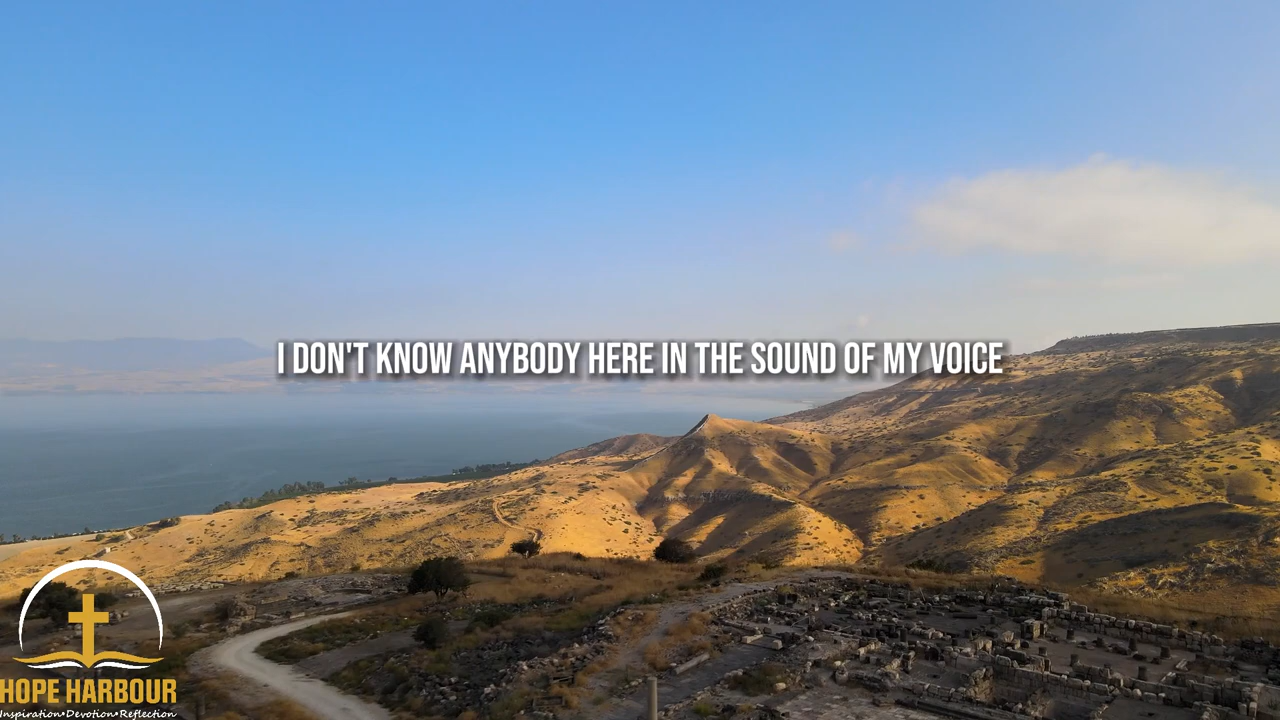 I DON'T KNOW ANYBODY HERE IN THE SOUND OF MY VOICE
HOPE HARBOUR
Inspiration•Devotion•Reflection